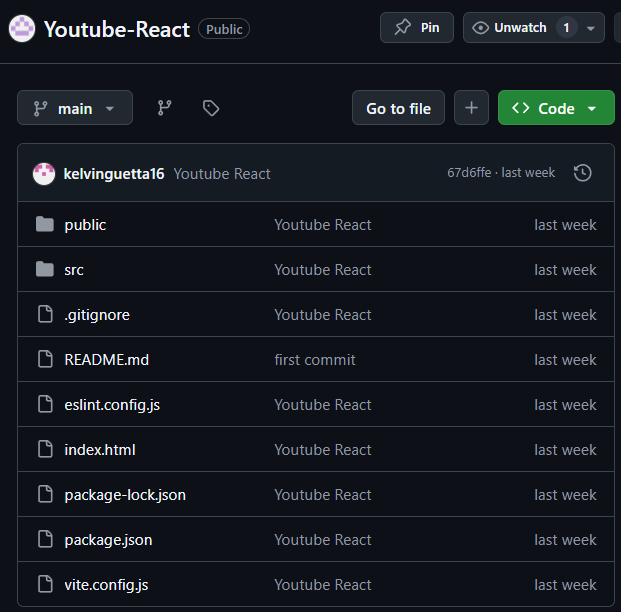 Youtube-React Public Pin Unwatch 1
main Go to file Code
kelvinguetta16 Youtube React 67d6ffe · last week
public Youtube React last week
src Youtube React last week
.gitignore Youtube React last week
README.md first commit last week
eslint.config.js Youtube React last week
index.html Youtube React last week
package-lock.json Youtube React last week
package.json Youtube React last week
vite.config.js Youtube React last week